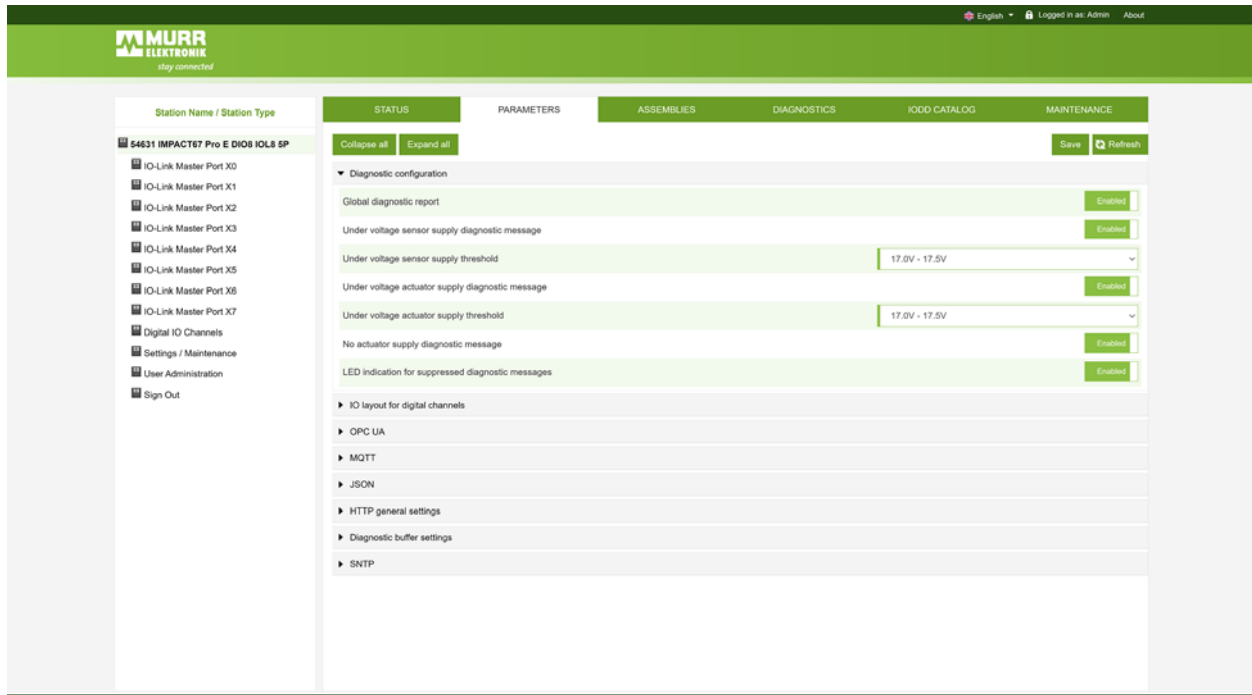 English
Logged in as: Admin
About
MURR
ELEKTRONIK
stay connected
Station Name / Station Type
54631 IMPACT67 Pro E DIO8 IOL8 5P
IO-Link Master Port X0
IO-Link Master Port X1
IO-Link Master Port X2
IO-Link Master Port X3
IO-Link Master Port X4
IO-Link Master Port X5
IO-Link Master Port X6
IO-Link Master Port X7
Digital IO Channels
Settings / Maintenance
User Administration
Sign Out
STATUS PARAMETERS ASSEMBLIES DIAGNOSTICS IODD CATALOG MAINTENANCE
Collapse all Expand all Save Refresh
Diagnostic configuration
Global diagnostic report Enabled
Under voltage sensor supply diagnostic message Enabled
Under voltage sensor supply threshold 17.0V - 17.5V
Under voltage actuator supply diagnostic message Enabled
Under voltage actuator supply threshold 17.0V - 17.5V
No actuator supply diagnostic message Enabled
LED indication for suppressed diagnostic messages Enabled
IO layout for digital channels
OPC UA
MQTT
JSON
HTTP general settings
Diagnostic buffer settings
SNTP